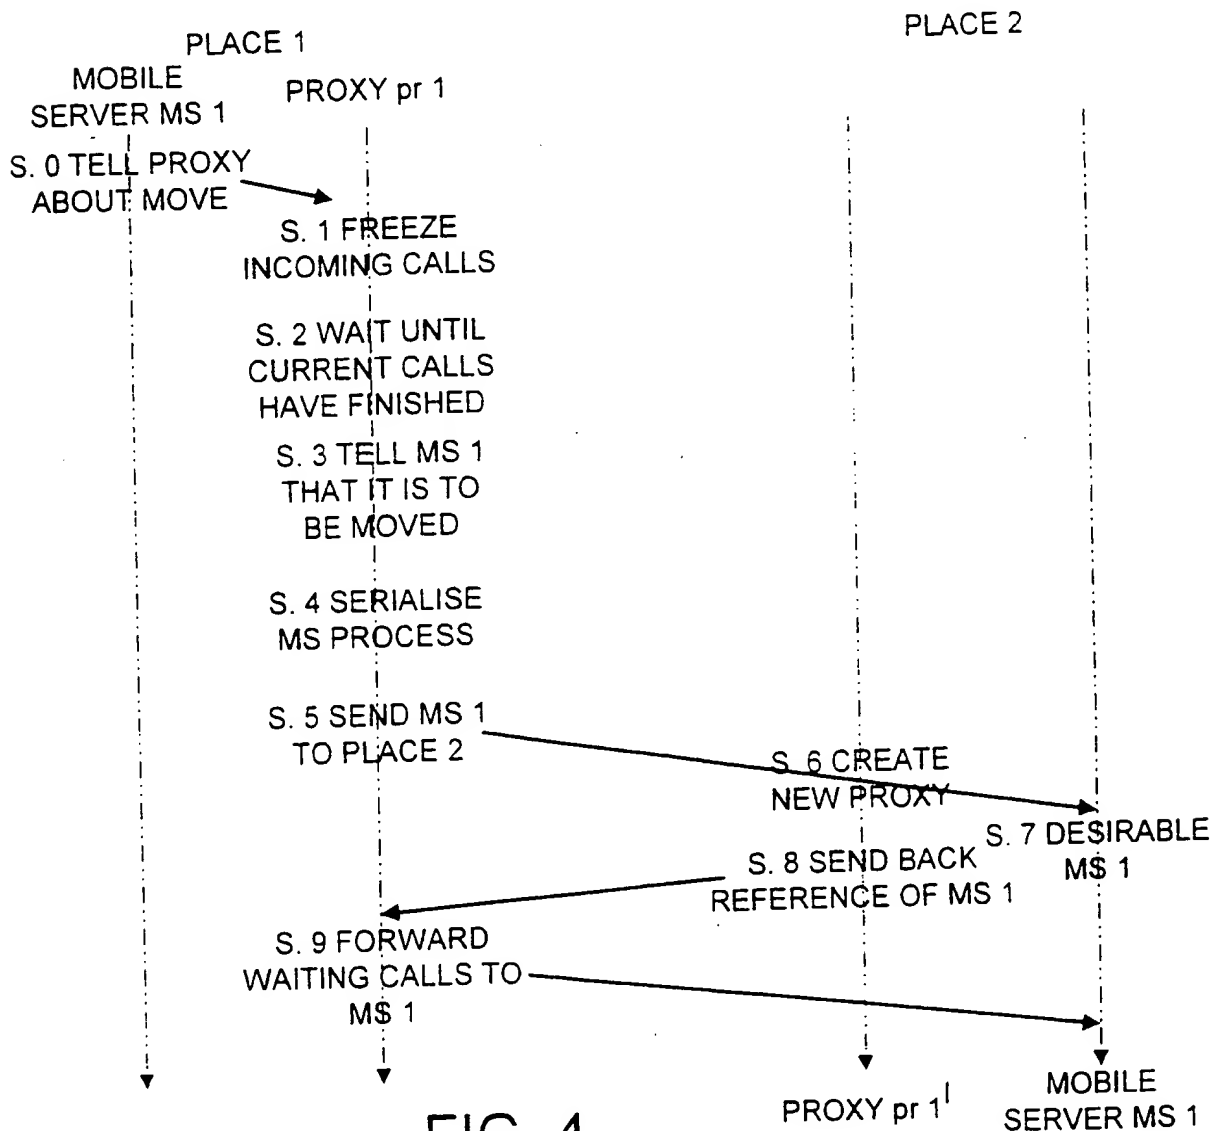 PLACE 1
PLACE 2
MOBILE
SERVER MS 1
PROXY pr 1
S. 0 TELL PROXY
ABOUT MOVE
S. 1 FREEZE
INCOMING CALLS
S. 2 WAIT UNTIL
CURRENT CALLS
HAVE FINISHED
S. 3 TELL MS 1
THAT IT IS TO
BE MOVED
S. 4 SERIALISE
MS PROCESS
S. 5 SEND MS 1
TO PLACE 2
S. 6 CREATE
NEW PROXY
S. 7 DESIRABLE
MS 1
S. 8 SEND BACK
REFERENCE OF MS 1
S. 9 FORWARD
WAITING CALLS TO
MS 1
PROXY pr 1'
MOBILE
SERVER MS 1
FIG. 4